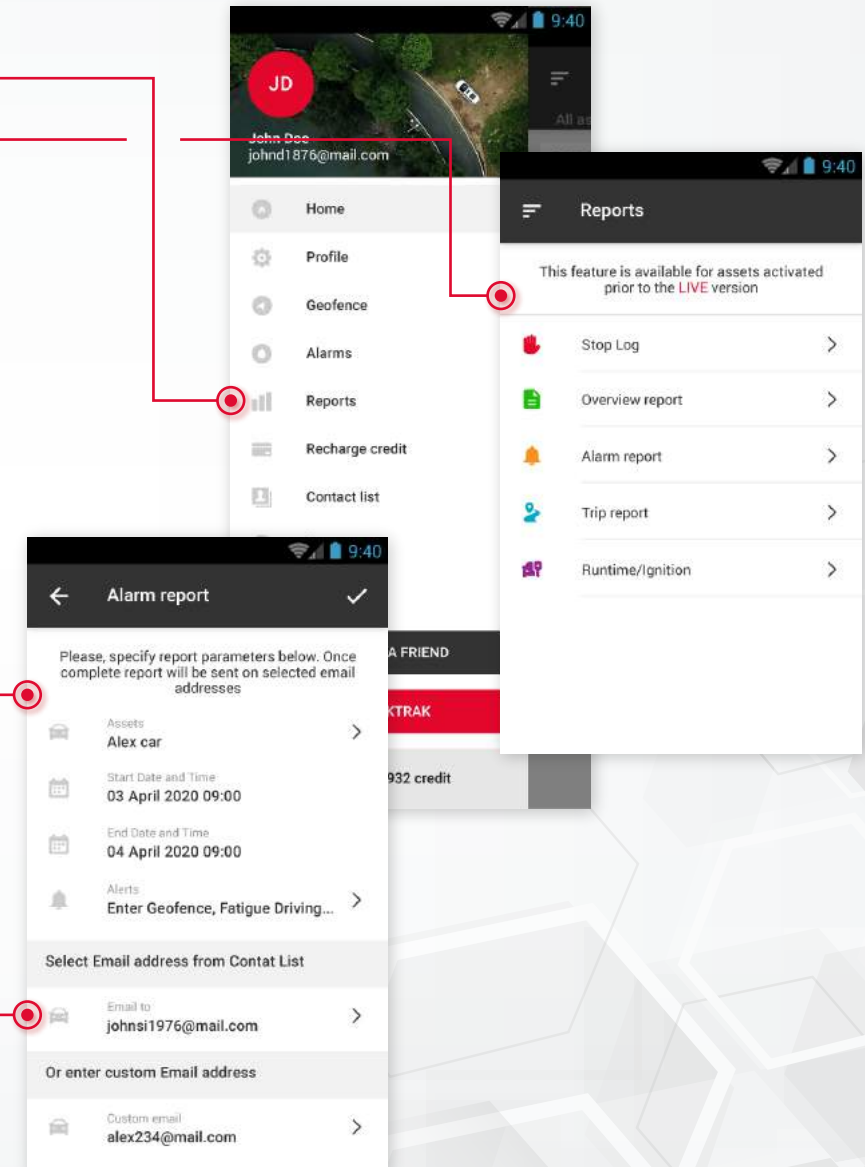 9:40
JD
John Doe
johnd1876@mail.com
All as
Home
Profile
Geofence
Alarms
Reports
Recharge credit
Contact list
A FRIEND
KTRAK
932 credit
9:40
Reports
This feature is available for assets activated
prior to the LIVE version
Stop Log
Overview report
Alarm report
Trip report
Runtime/Ignition
9:40
Alarm report
Please, specify report parameters below. Once
complete report will be sent on selected email
addresses
Assets
Alex car
Start Date and Time
03 April 2020 09:00
End Date and Time
04 April 2020 09:00
Alerts
Enter Geofence, Fatigue Driving...
Select Email address from Contat List
Email to
johnsi1976@mail.com
Or enter custom Email address
Custom email
alex234@mail.com